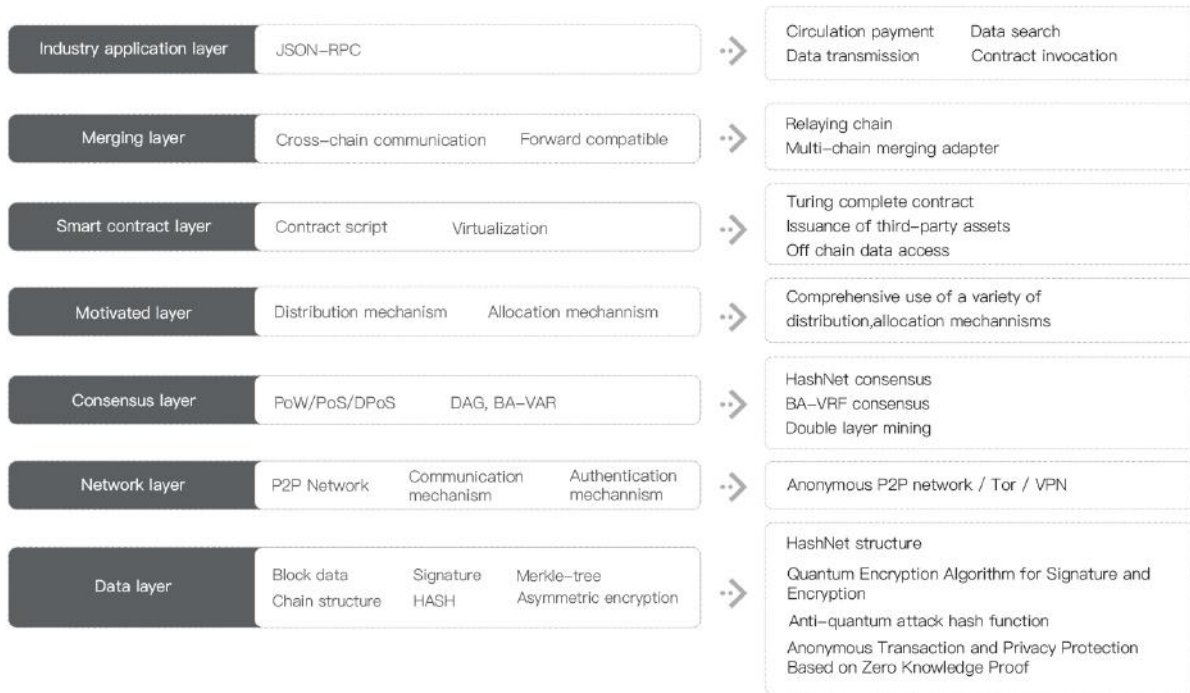 Industry application layer
JSON-RPC
Circulation payment Data search
Data transmission Contract invocation
Merging layer
Cross-chain communication Forward compatible
Relaying chain
Multi-chain merging adapter
Smart contract layer
Contract script Virtualization
Turing complete contract
Issuance of third-party assets
Off chain data access
Motivated layer
Distribution mechanism Allocation mechannism
Comprehensive use of a variety of
distribution,allocation mechannisms
Consensus layer
PoW/PoS/DPoS DAG, BA-VAR
HashNet consensus
BA-VRF consensus
Double layer mining
Network layer
P2P Network
Communication
mechanism
Authentication
mechannism
Anonymous P2P network / Tor / VPN
Data layer
Block data Signature Merkle-tree
Chain structure HASH Asymmetric encryption
HashNet structure
Quantum Encryption Algorithm for Signature and
Encryption
Anti-quantum attack hash function
Anonymous Transaction and Privacy Protection
Based on Zero Knowledge Proof